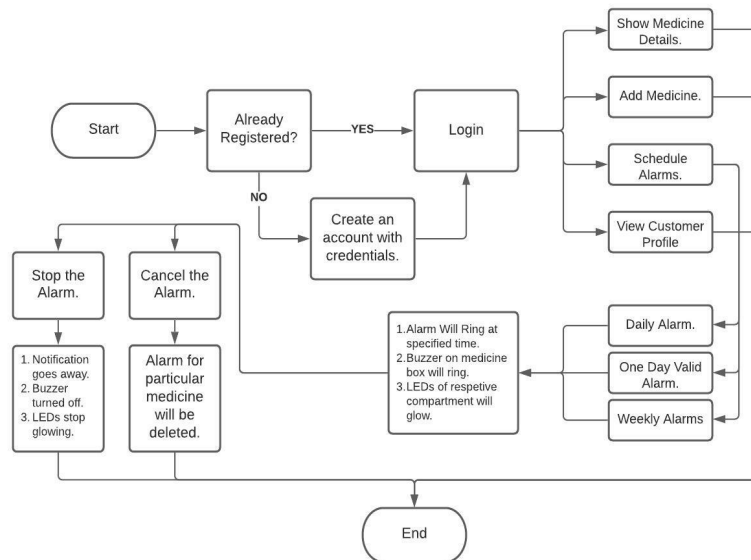 Show Medicine
Details.
Add Medicine.
Start
Already
Registered?
YES
Login
Schedule
Alarms.
NO
Create an
account with
credentials.
View Customer
Profile
Stop the
Alarm.
Cancel the
Alarm.
1. Notification
goes away.
2. Buzzer
turned off.
3. LEDs stop
glowing.
Alarm for
particular
medicine
will be
deleted.
1. Alarm Will Ring at
specified time.
2. Buzzer on medicine
box will ring.
3. LEDs of respetive
compartment will
glow.
Daily Alarm.
One Day Valid
Alarm.
Weekly Alarms
End